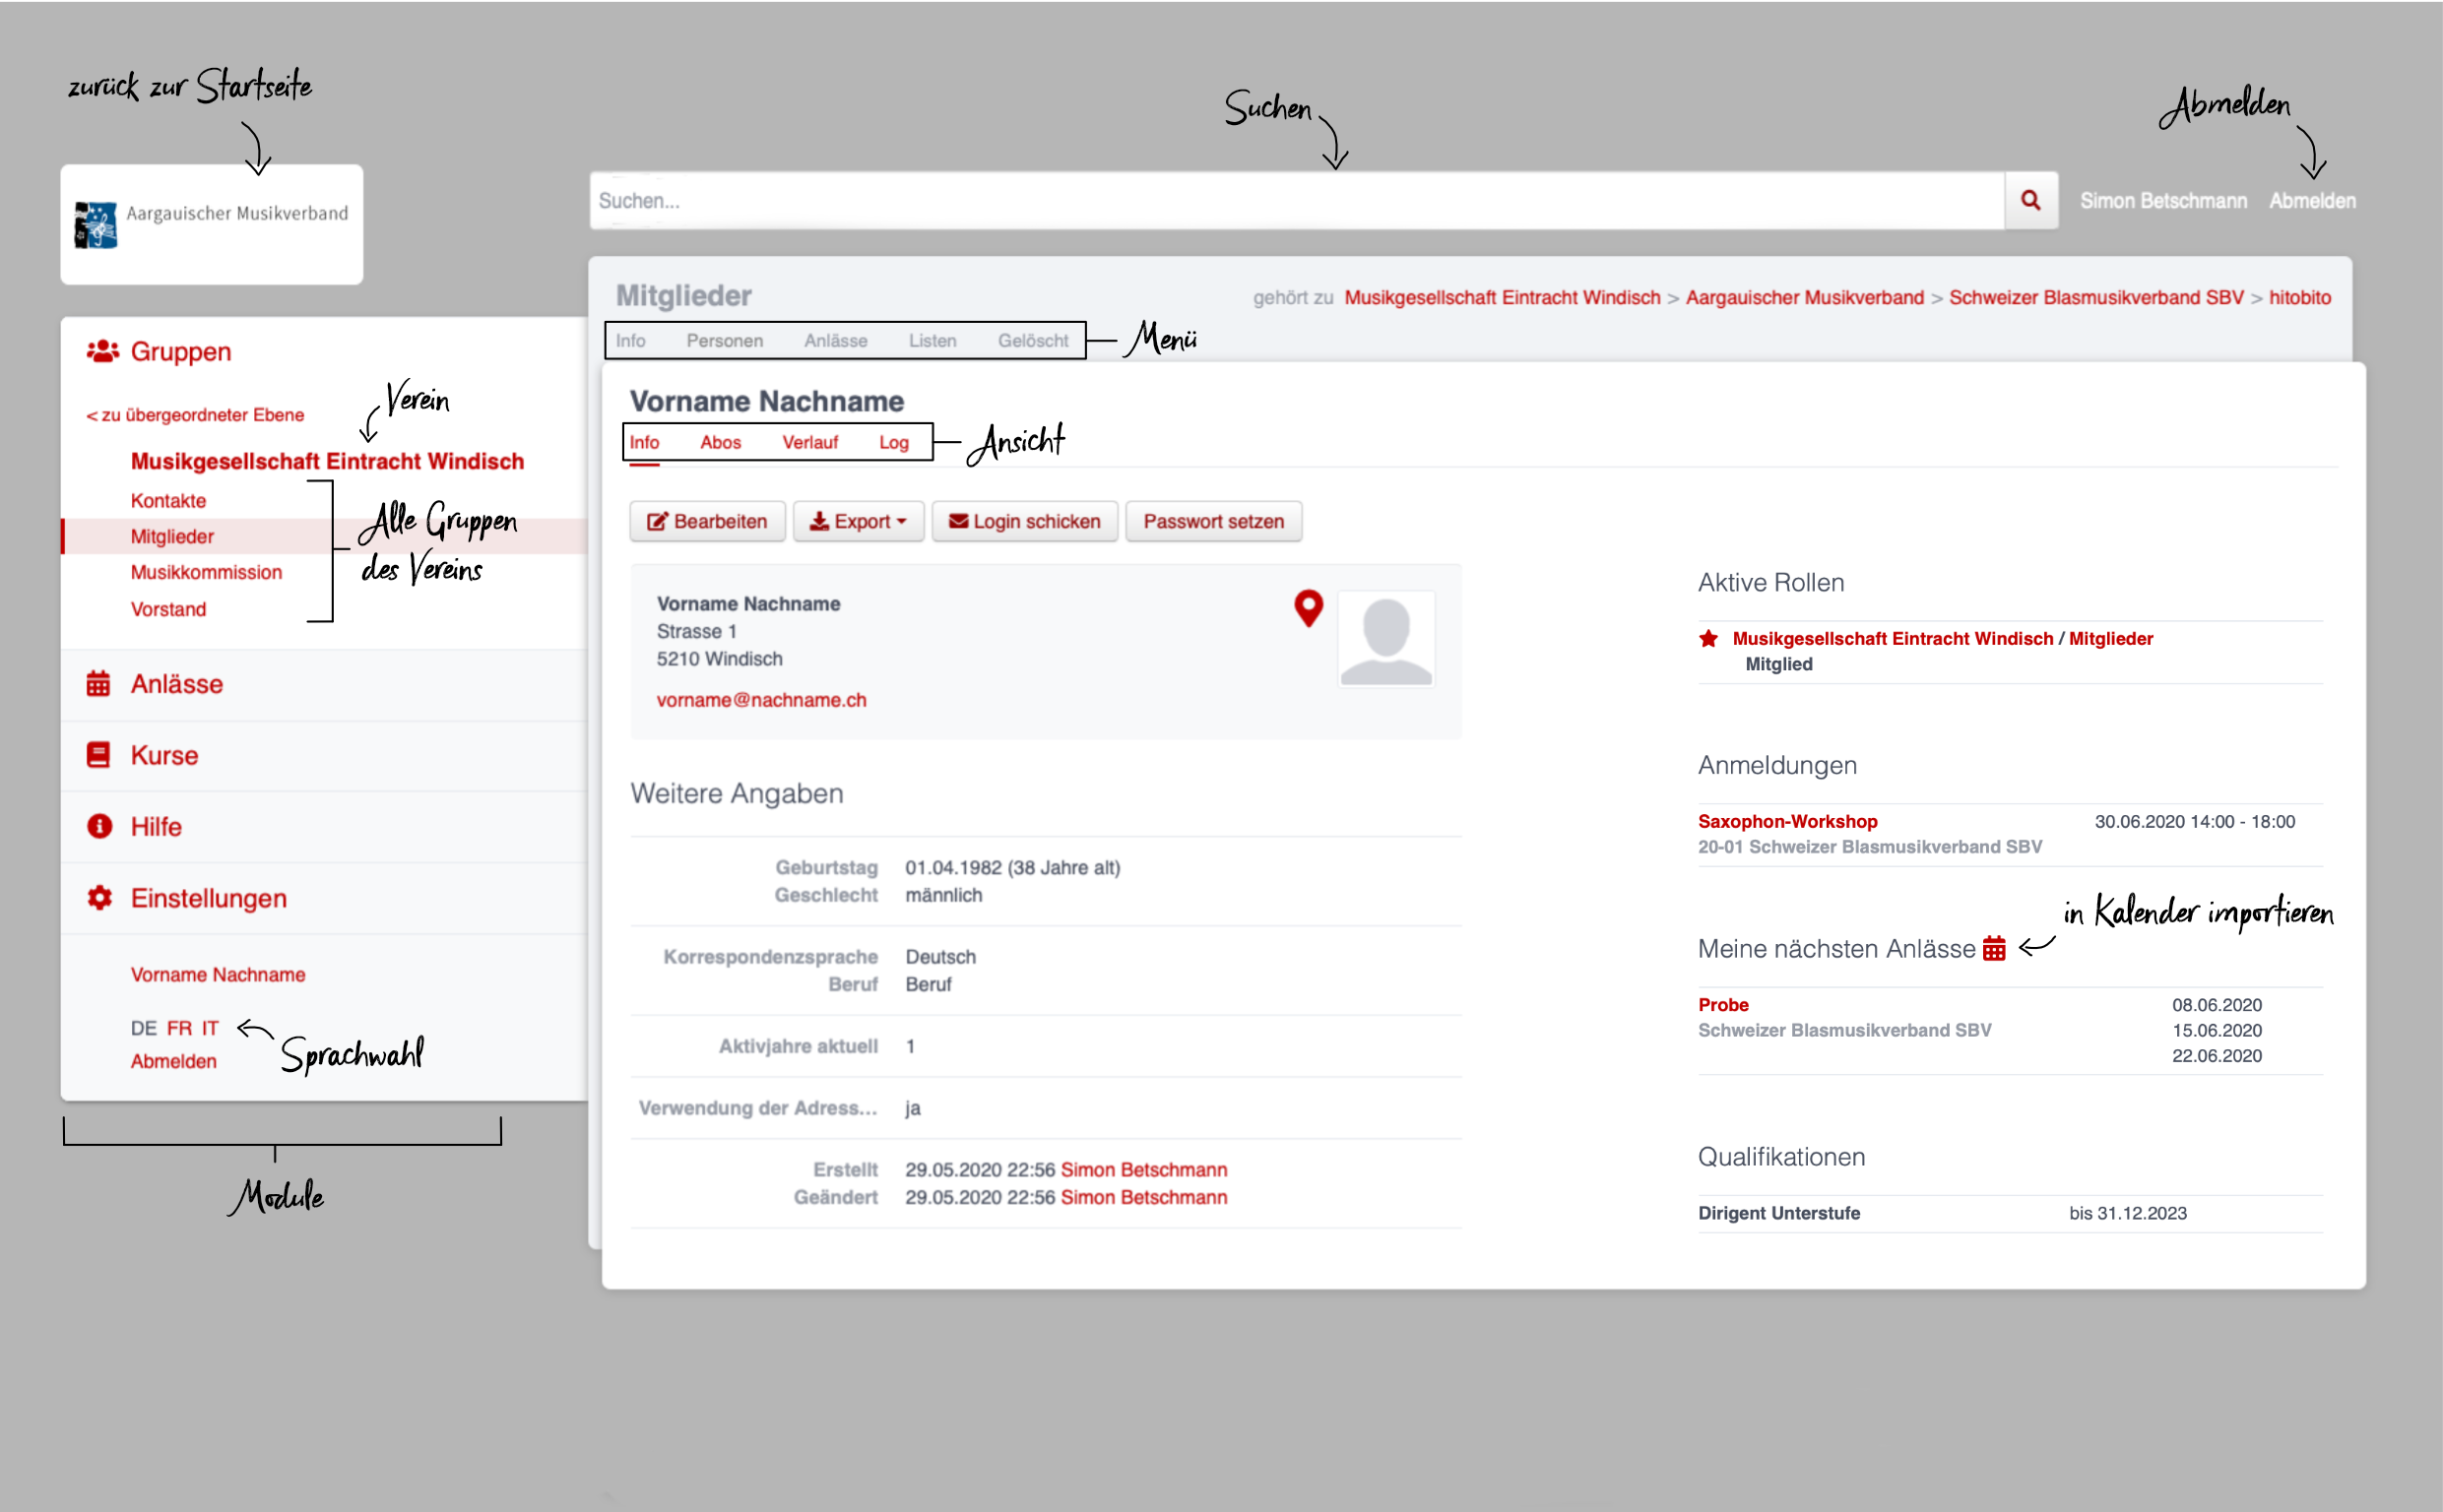 zurück zur Startseite
Suchen
Abmelden
Aargauischer Musikverband
Suchen...
Simon Betschmann Abmelden
Mitglieder
gehört zu Musikgesellschaft Eintracht Windisch > Aargauischer Musikverband > Schweizer Blasmusikverband SBV > hitobito
Info Personen Anlässe Listen Gelöscht
Menü
Gruppen
< zu übergeordneter Ebene
Verein
Musikgesellschaft Eintracht Windisch
Kontakte
Mitglieder
Musikkommission
Vorstand
Alle Gruppen
des Vereins
Anlässe
Kurse
Hilfe
Einstellungen
Vorname Nachname
DE FR IT
Sprachwahl
Abmelden
Module
Vorname Nachname
Info Abos Verlauf Log
Ansicht
Bearbeiten Export Login schicken Passwort setzen
Vorname Nachname
Strasse 1
5210 Windisch
vorname@nachname.ch
Weitere Angaben
Geburtstag 01.04.1982 (38 Jahre alt)
Geschlecht männlich
Korrespondenzsprache Deutsch
Beruf Beruf
Aktivjahre aktuell 1
Verwendung der Adress... ja
Erstellt 29.05.2020 22:56 Simon Betschmann
Geändert 29.05.2020 22:56 Simon Betschmann
Aktive Rollen
Musikgesellschaft Eintracht Windisch / Mitglieder
Mitglied
Anmeldungen
Saxophon-Workshop 30.06.2020 14:00 - 18:00
20-01 Schweizer Blasmusikverband SBV
in Kalender importieren
Meine nächsten Anlässe
Probe 08.06.2020
Schweizer Blasmusikverband SBV 15.06.2020
22.06.2020
Qualifikationen
Dirigent Unterstufe bis 31.12.2023